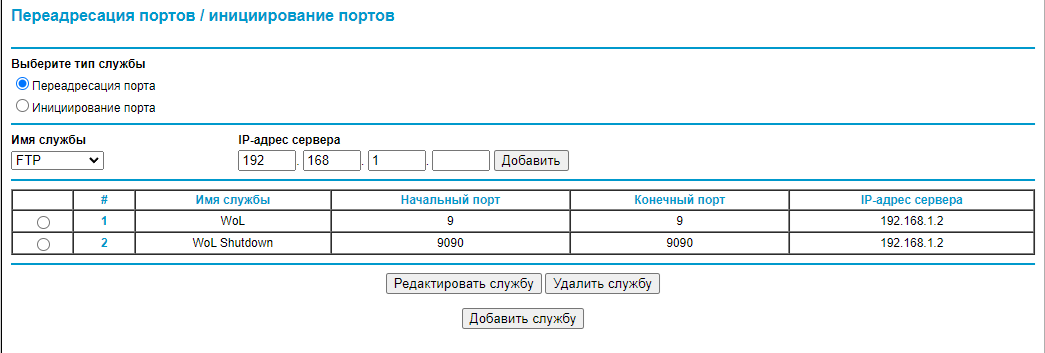 Переадресация портов / инициирование портов
Выберите тип службы
Переадресация порта
Инициирование порта
Имя службы IP-адрес сервера
FTP 192 . 168 . 1 . Добавить
# Имя службы Начальный порт Конечный порт IP-адрес сервера
1 WoL 9 9 192.168.1.2
2 WoL Shutdown 9090 9090 192.168.1.2
Редактировать службу Удалить службу
Добавить службу